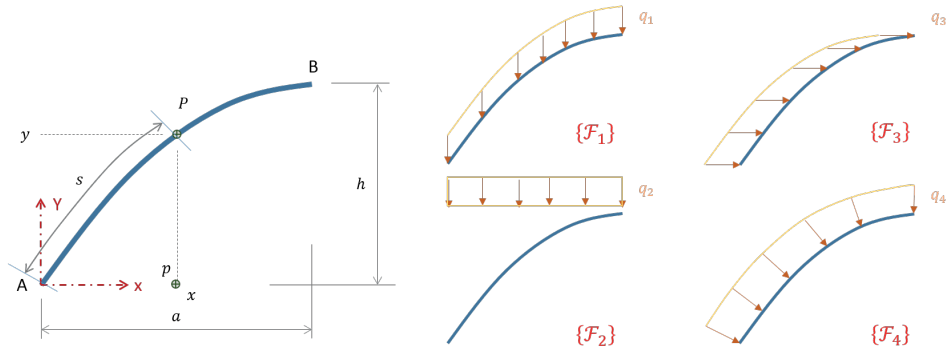 B
P
y
s
h
Y
A
X
p
x
a
q₁
{ℱ₁}
q₂
{ℱ₂}
q₃
{ℱ₃}
q₄
{ℱ₄}